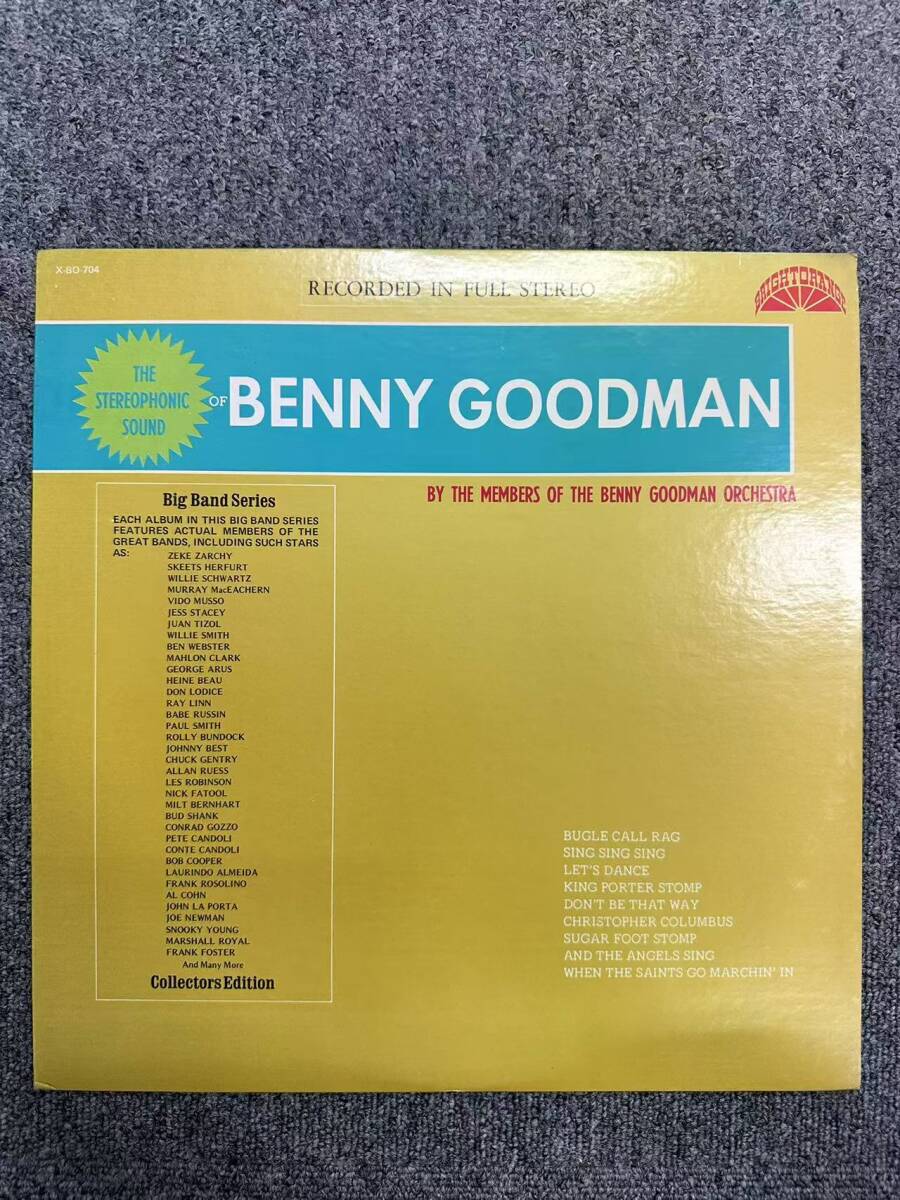 X-BO-704
RECORDED IN FULL STEREO
BRIGHTORANGE
THE
STEREOPHONIC
SOUND
OF BENNY GOODMAN
BY THE MEMBERS OF THE BENNY GOODMAN ORCHESTRA
Big Band Series
EACH ALBUM IN THIS BIG BAND SERIES
FEATURES ACTUAL MEMBERS OF THE
GREAT BANDS, INCLUDING SUCH STARS
AS:
ZEKE ZARCHY
SKEETS HERFURT
WILLIE SCHWARTZ
MURRAY MacEACHERN
VIDO MUSSO
JESS STACEY
JUAN TIZOL
WILLIE SMITH
BEN WEBSTER
MAHLON CLARK
GEORGE ARUS
HEINE BEAU
DON LODICE
RAY LINN
BABE RUSSIN
PAUL SMITH
ROLLY BUNDOCK
JOHNNY BEST
CHUCK GENTRY
ALLAN RUESS
LES ROBINSON
NICK FATOOL
MILT BERNHART
BUD SHANK
CONRAD GOZZO
PETE CANDOLI
CONTE CANDOLI
BOB COOPER
LAURINDO ALMEIDA
FRANK ROSOLINO
AL COHN
JOHN LA PORTA
JOE NEWMAN
SNOOKY YOUNG
MARSHALL ROYAL
FRANK FOSTER
And Many More
Collectors Edition
BUGLE CALL RAG
SING SING SING
LET'S DANCE
KING PORTER STOMP
DON'T BE THAT WAY
CHRISTOPHER COLUMBUS
SUGAR FOOT STOMP
AND THE ANGELS SING
WHEN THE SAINTS GO MARCHIN' IN